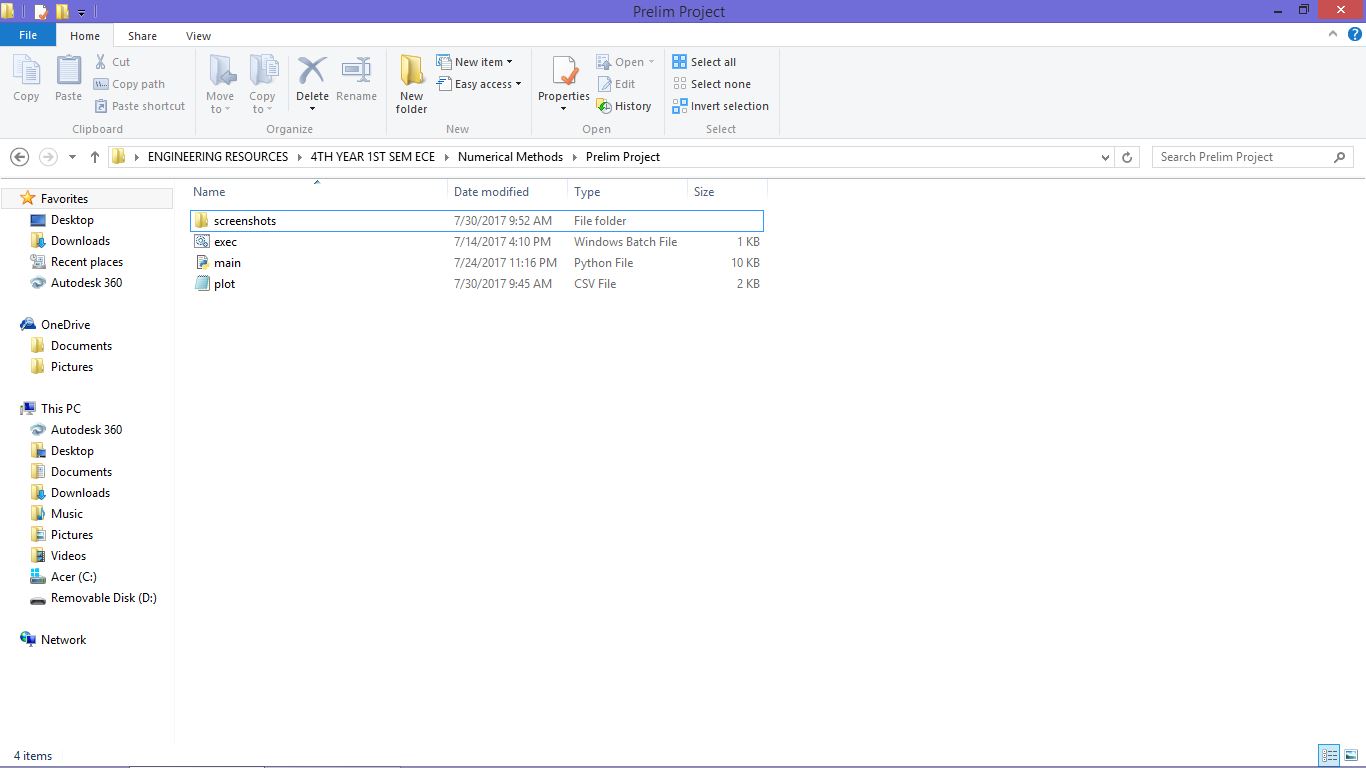 Prelim Project
File Home Share View
Copy Paste Cut Copy path Paste shortcut Clipboard
Move to Copy to Delete Rename Organize
New folder New item Easy access New
Properties Open Edit History Open
Select all Select none Invert selection Select
ENGINEERING RESOURCES 4TH YEAR 1ST SEM ECE Numerical Methods Prelim Project Search Prelim Project
Favorites
Desktop
Downloads
Recent places
Autodesk 360
OneDrive
Documents
Pictures
This PC
Autodesk 360
Desktop
Documents
Downloads
Music
Pictures
Videos
Acer (C:)
Removable Disk (D:)
Network
Name Date modified Type Size
screenshots 7/30/2017 9:52 AM File folder
exec 7/14/2017 4:10 PM Windows Batch File 1 KB
main 7/24/2017 11:16 PM Python File 10 KB
plot 7/30/2017 9:45 AM CSV File 2 KB
4 items